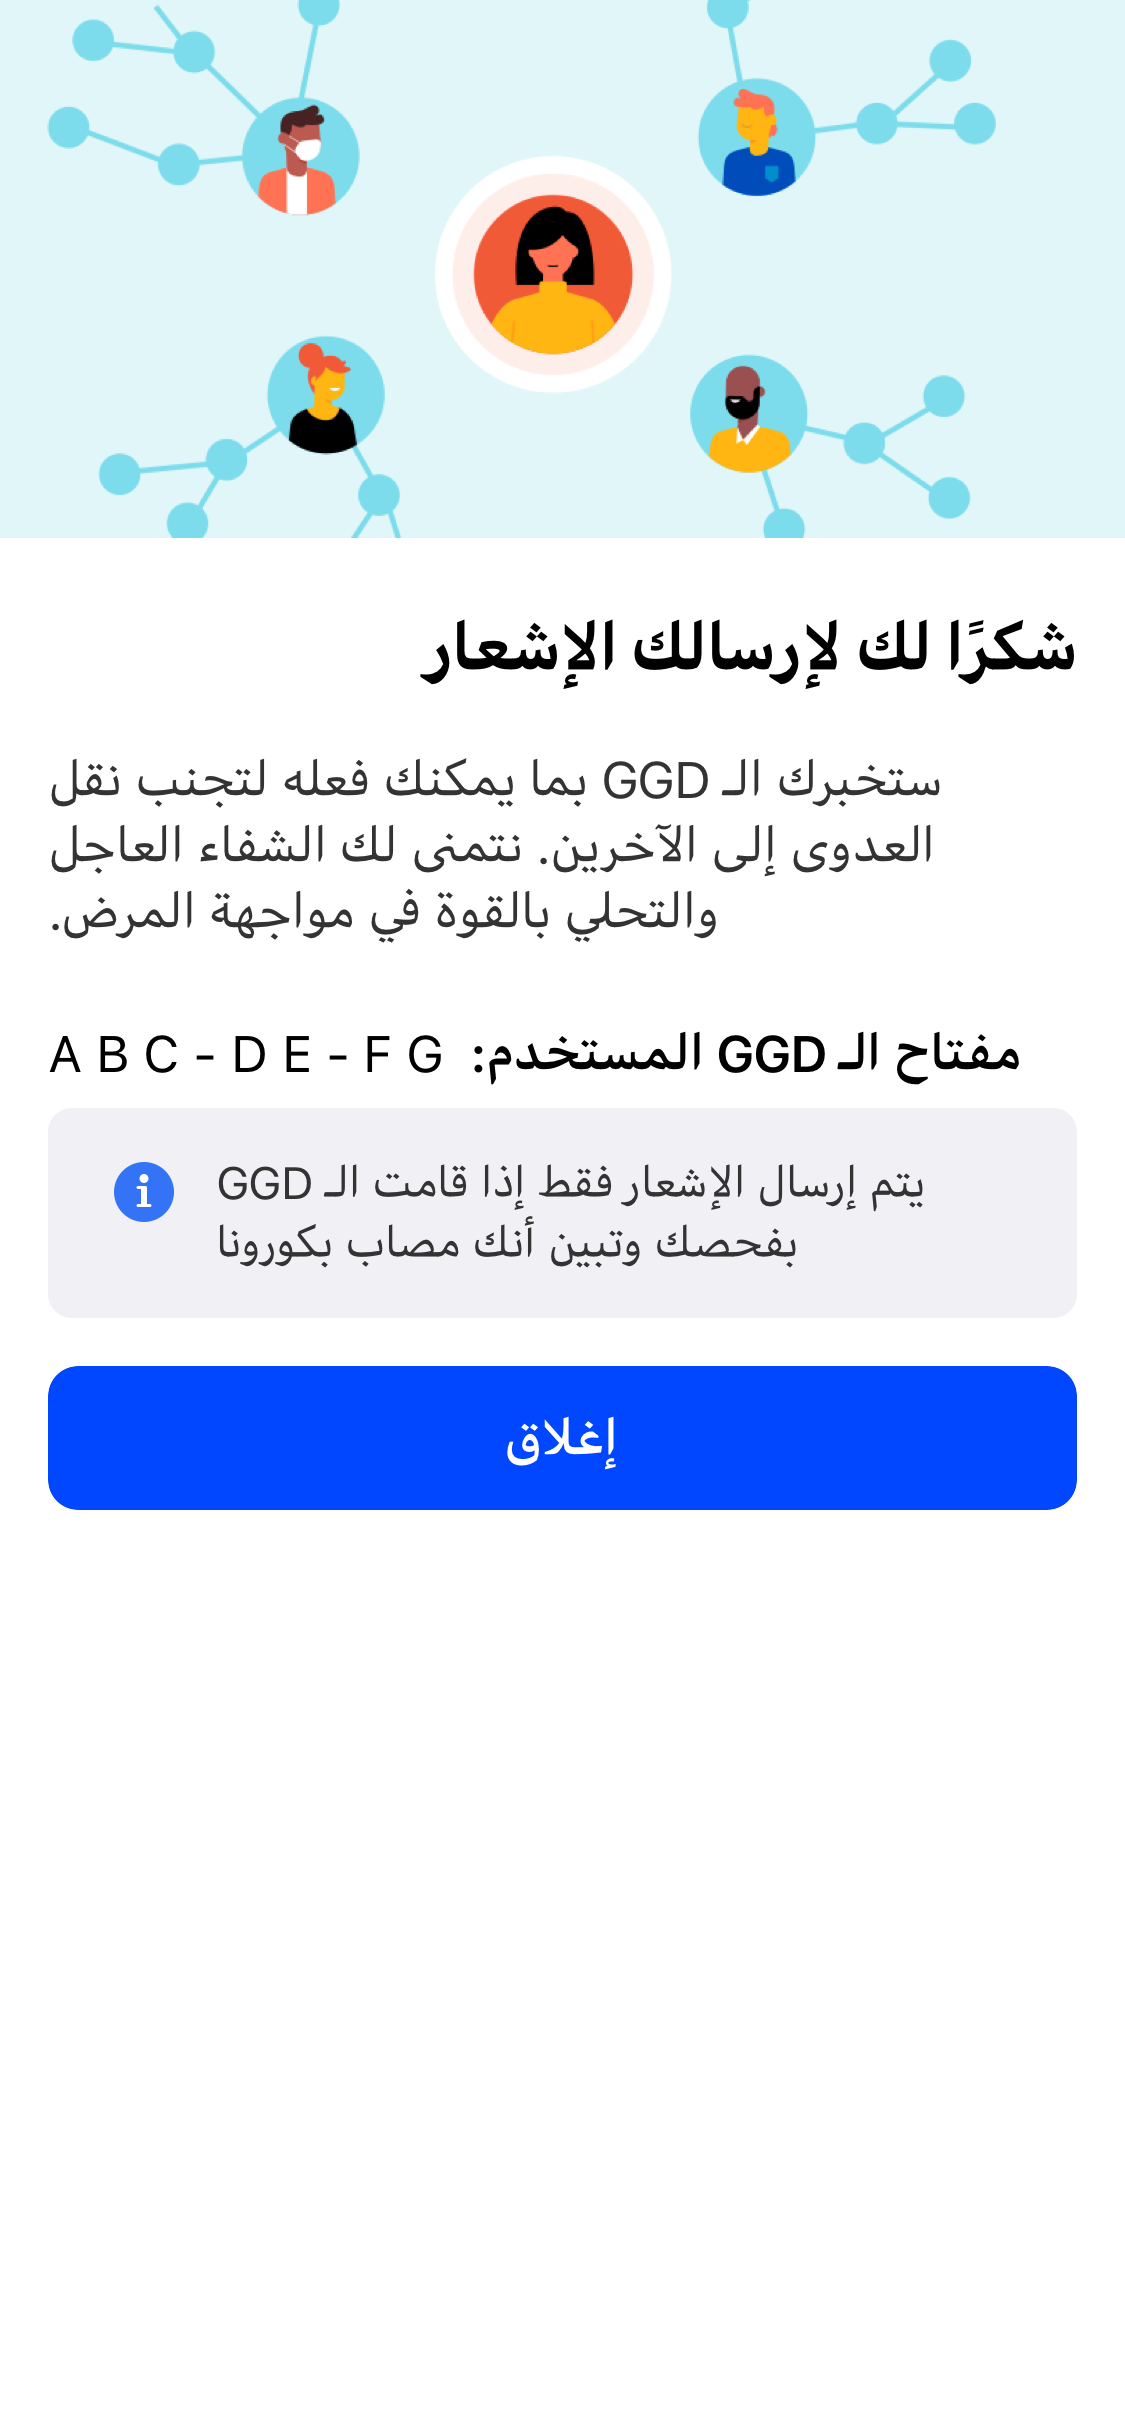 شكرًا لك لإرسالك الإشعار
ستخبرك الـ GGD بما يمكنك فعله لتجنب نقل
العدوى إلى الآخرين. نتمنى لك الشفاء العاجل
والتحلي بالقوة في مواجهة المرض.
مفتاح الـ GGD المستخدم: A B C - D E - F G
يتم إرسال الإشعار فقط إذا قامت الـ GGD
بفحصك وتبين أنك مصاب بكورونا
إغلاق